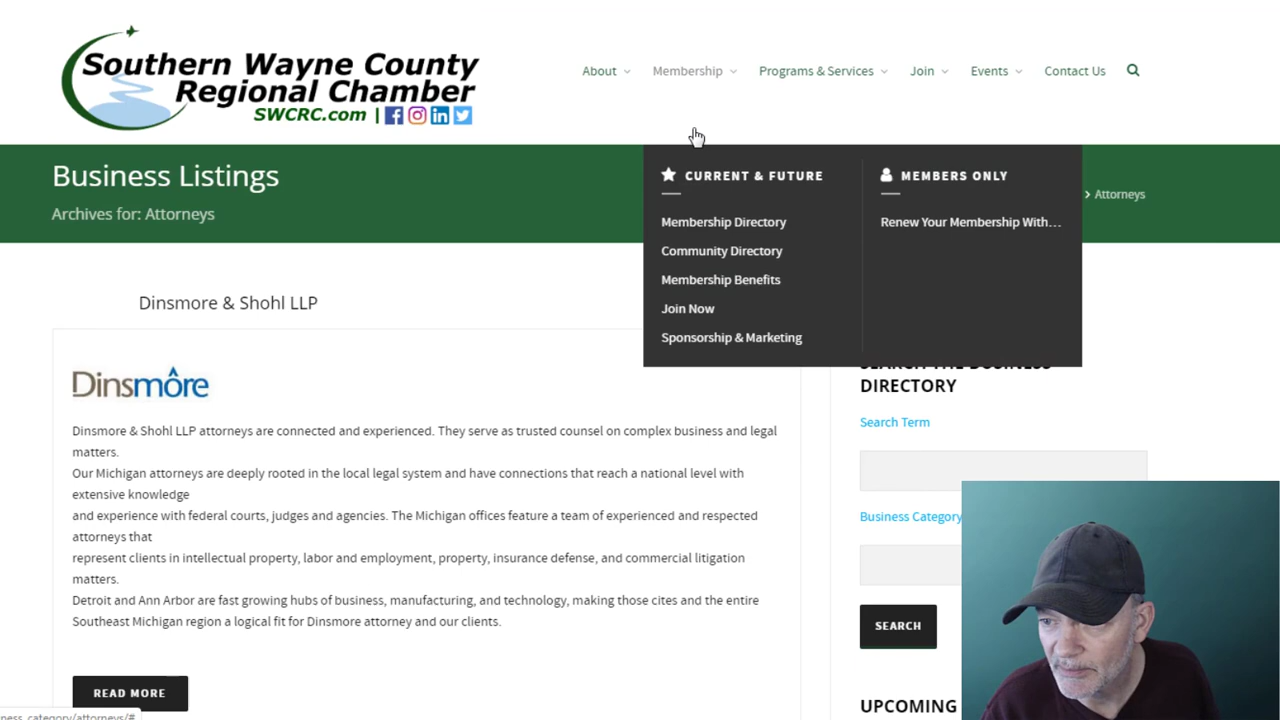 Southern Wayne County
Regional Chamber
SWCRC.com |
About
Membership
Programs & Services
Join
Events
Contact Us
Business Listings
Archives for: Attorneys
Attorneys
CURRENT & FUTURE
Membership Directory
Community Directory
Membership Benefits
Join Now
Sponsorship & Marketing
MEMBERS ONLY
Renew Your Membership With...
Dinsmore & Shohl LLP
Dinsmôre
Dinsmore & Shohl LLP attorneys are connected and experienced. They serve as trusted counsel on complex business and legal
matters.
Our Michigan attorneys are deeply rooted in the local legal system and have connections that reach a national level with
extensive knowledge
and experience with federal courts, judges and agencies. The Michigan offices feature a team of experienced and respected
attorneys that
represent clients in intellectual property, labor and employment, property, insurance defense, and commercial litigation
matters.
Detroit and Ann Arbor are fast growing hubs of business, manufacturing, and technology, making those cites and the entire
Southeast Michigan region a logical fit for Dinsmore attorney and our clients.
READ MORE
SEARCH THE BUSINESS
DIRECTORY
Search Term
Business Category
SEARCH
UPCOMING
ness_category/attorneys/#